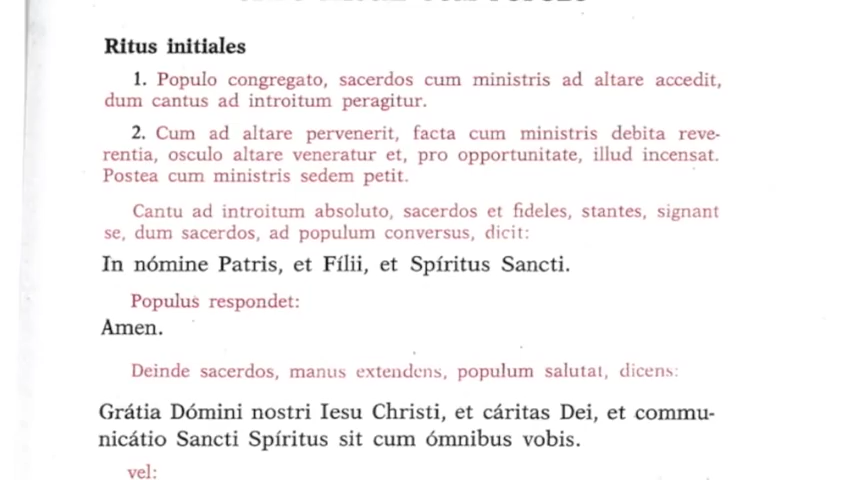 Ritus initiales
1. Populo congregato, sacerdos cum ministris ad altare accedit,
dum cantus ad introitum peragitur.
2. Cum ad altare pervenerit, facta cum ministris debita reve-
rentia, osculo altare veneratur et, pro opportunitate, illud incensat.
Postea cum ministris sedem petit.
Cantu ad introitum absoluto, sacerdos et fideles, stantes, signant
se, dum sacerdos, ad populum conversus, dicit:
In nómine Patris, et Fílii, et Spíritus Sancti.
Populus respondet:
Amen.
Deinde sacerdos, manus extendens, populum salutat, dicens:
Grátia Dómini nostri Iesu Christi, et cáritas Dei, et commu-
nicátio Sancti Spíritus sit cum ómnibus vobis.
vel: